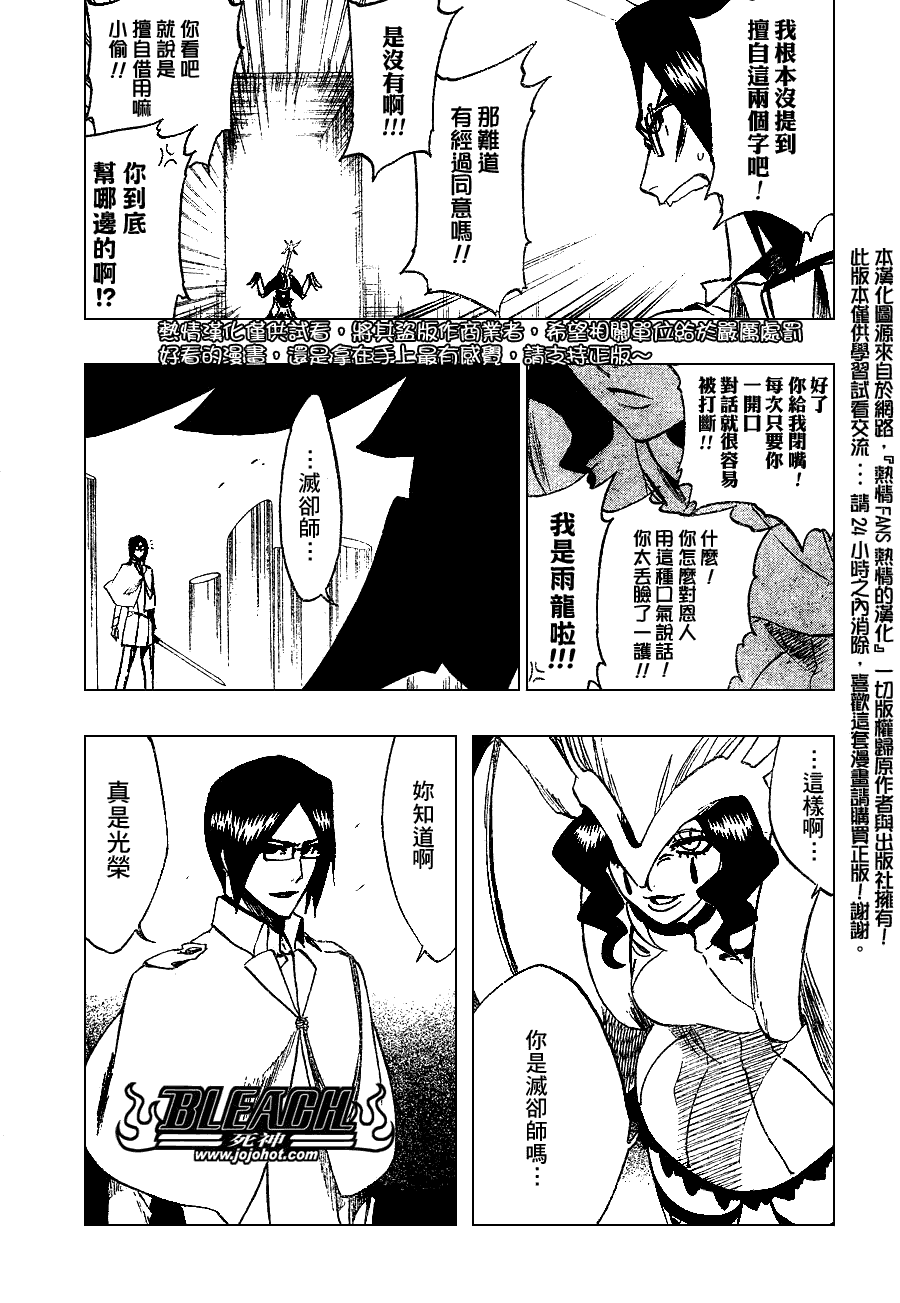 我根本沒提到
擅自這兩個字吧！
那難道
有經過同意嗎!!
是沒有啊!!!
你看吧
就說是
擅自借用嘛
小偷!!
你到底
幫哪邊的啊!?
熱情漢化僅供試看，將其盜版作商業者，希望相關單位給於嚴厲處罰
好看的漫畫，還是拿在手上最有感覺，請支持正版～
好了
你給我閉嘴！
每次只要你
一開口
對話就很容易
被打斷!!
什麼！
你怎麼對恩人
用這種口氣說話！
你太丟臉了一護!!
我是雨龍啦!!!
…滅卻師…
…這樣啊…
你是滅卻師嗎…
妳知道啊
真是光榮
BLEACH
死神
www.jojohot.com
本漢化圖源來自於網路，『熱情FANS 熱情的漢化』一切版權歸原作者與出版社擁有！
此版本僅供學習試看交流… 請 24 小時之內消除，喜歡這套漫畫請購買正版！謝謝。